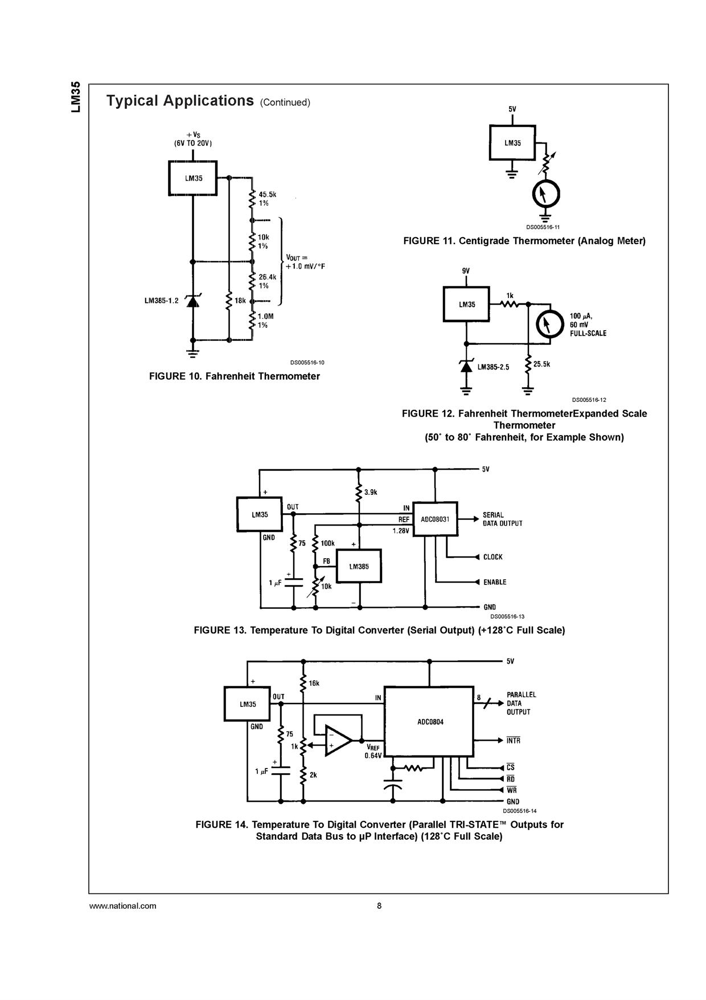 LM35
Typical Applications (Continued)
+VS
(6V TO 20V)
LM35
45.5k
1%
10k
1%
VOUT =
+1.0 mV/°F
26.4k
1%
LM385-1.2
18k
1.0M
1%
DS005516-10
FIGURE 10. Fahrenheit Thermometer
5V
LM35
DS005516-11
FIGURE 11. Centigrade Thermometer (Analog Meter)
9V
LM35
1k
100 µA,
60 mV
FULL-SCALE
LM385-2.5
25.5k
DS005516-12
FIGURE 12. Fahrenheit ThermometerExpanded Scale
Thermometer
(50˚ to 80˚ Fahrenheit, for Example Shown)
5V
3.9k
+
LM35
OUT
IN
REF
1.28V
ADC08031
SERIAL
DATA OUTPUT
GND
75
100k
+
FB
LM385
CLOCK
+
1 µF
10k
ENABLE
–
GND
DS005516-13
FIGURE 13. Temperature To Digital Converter (Serial Output) (+128˚C Full Scale)
5V
+
16k
LM35
OUT
IN
8
PARALLEL
DATA
OUTPUT
ADC0804
GND
75
–
+
1k
VREF
0.64V
INTR
+
1 µF
2k
CS
RD
WR
GND
DS005516-14
FIGURE 14. Temperature To Digital Converter (Parallel TRI-STATE™ Outputs for
Standard Data Bus to µP Interface) (128˚C Full Scale)
www.national.com
8